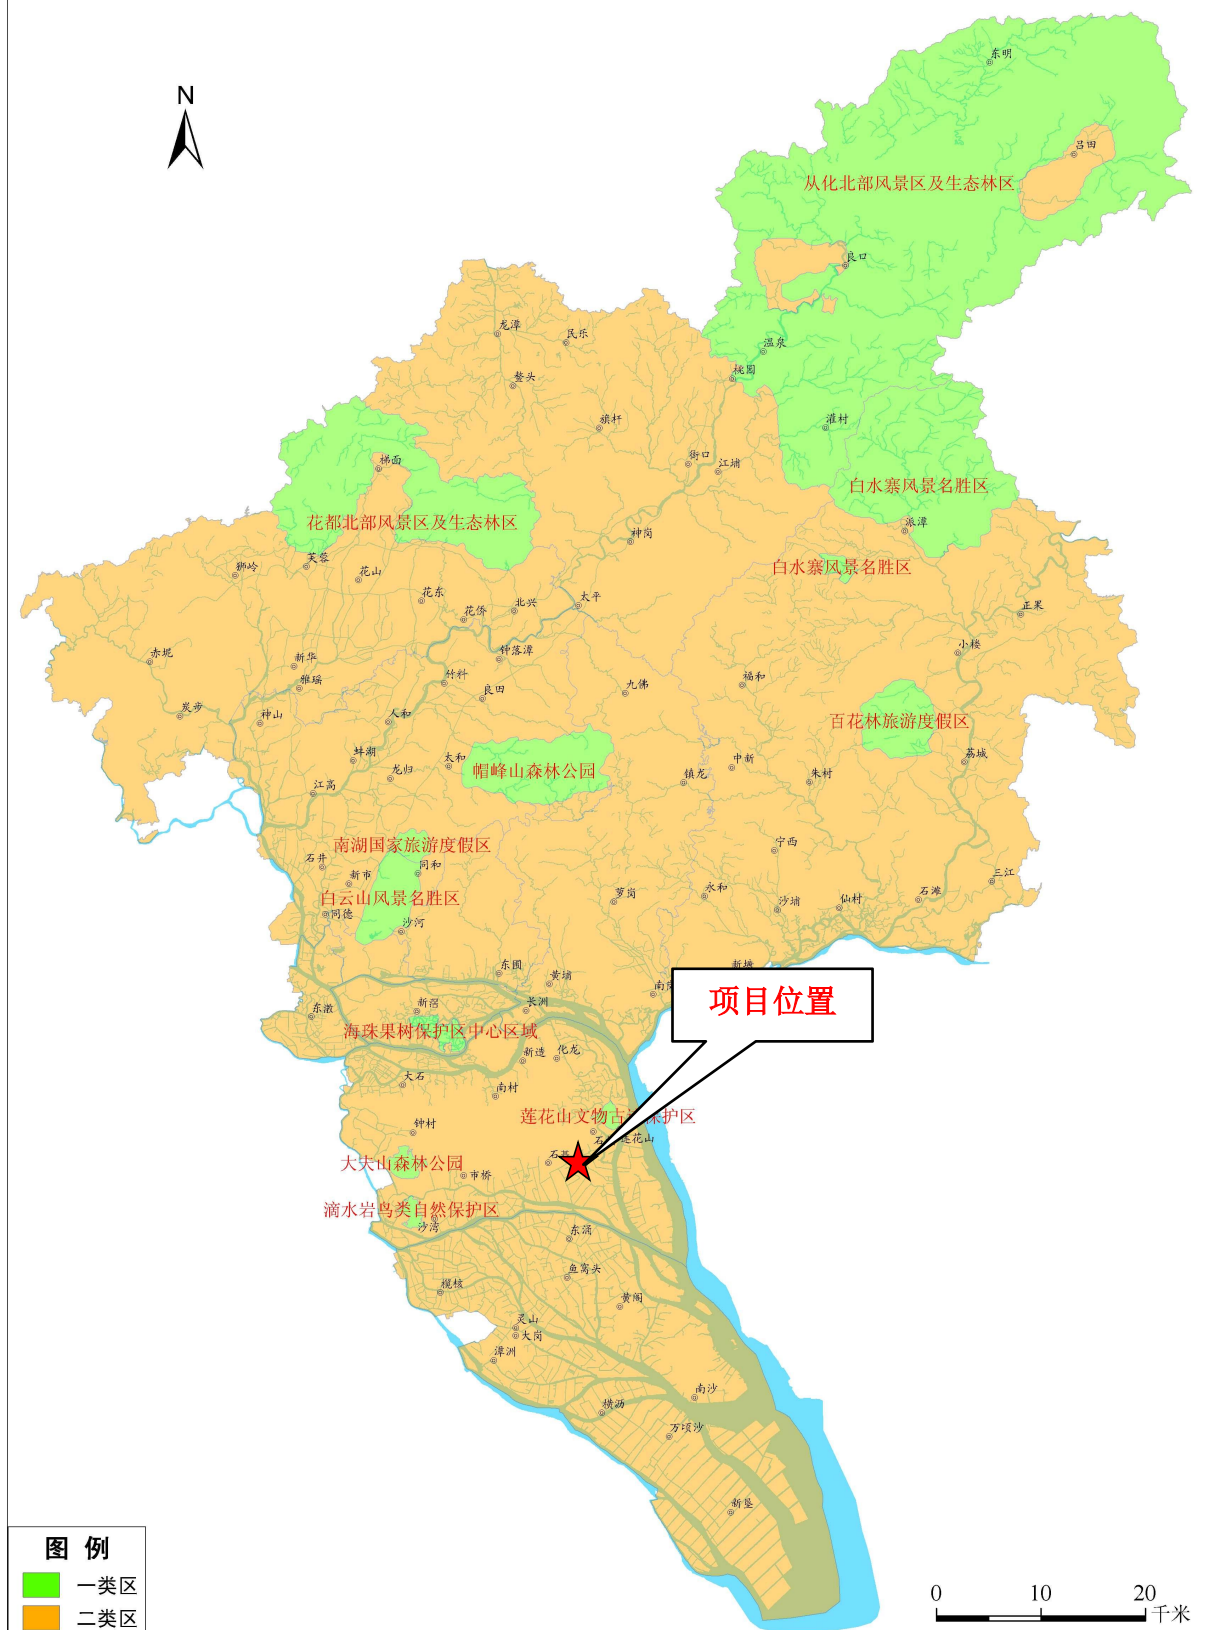 N
东明
吕田
从化北部风景区及生态林区
良口
龙潭
民乐
温泉
桃园
鳌头
旗杆
灌村
街口
江埔
梯面
白水寨风景名胜区
花都北部风景区及生态林区
派潭
神岗
芙蓉
白水寨风景名胜区
狮岭
花山
花东
北兴
太平
花侨
正果
小楼
钟落潭
赤坭
新华
雅瑶
竹料
良田
九佛
福和
炭步
神山
人和
百花林旅游度假区
蚌湖
太和
龙归
帽峰山森林公园
镇龙
中新
朱村
荔城
江高
南湖国家旅游度假区
宁西
石井
同和
新市
三江
白云山风景名胜区
萝岗
永和
石滩
同德
沙埔
仙村
沙河
东圃
黄埔
新塘
南岗
项目位置
东漖
新滘
长洲
海珠果树保护区中心区域
新造
化龙
大石
南村
莲花山文物古
保护区
钟村
石
莲花山
大夫山森林公园
石基
市桥
滴水岩鸟类自然保护区
沙湾
东涌
鱼窝头
榄核
黄阁
灵山
大岗
潭洲
南沙
横沥
万顷沙
新垦
图 例
一类区
二类区
0 10 20
千米